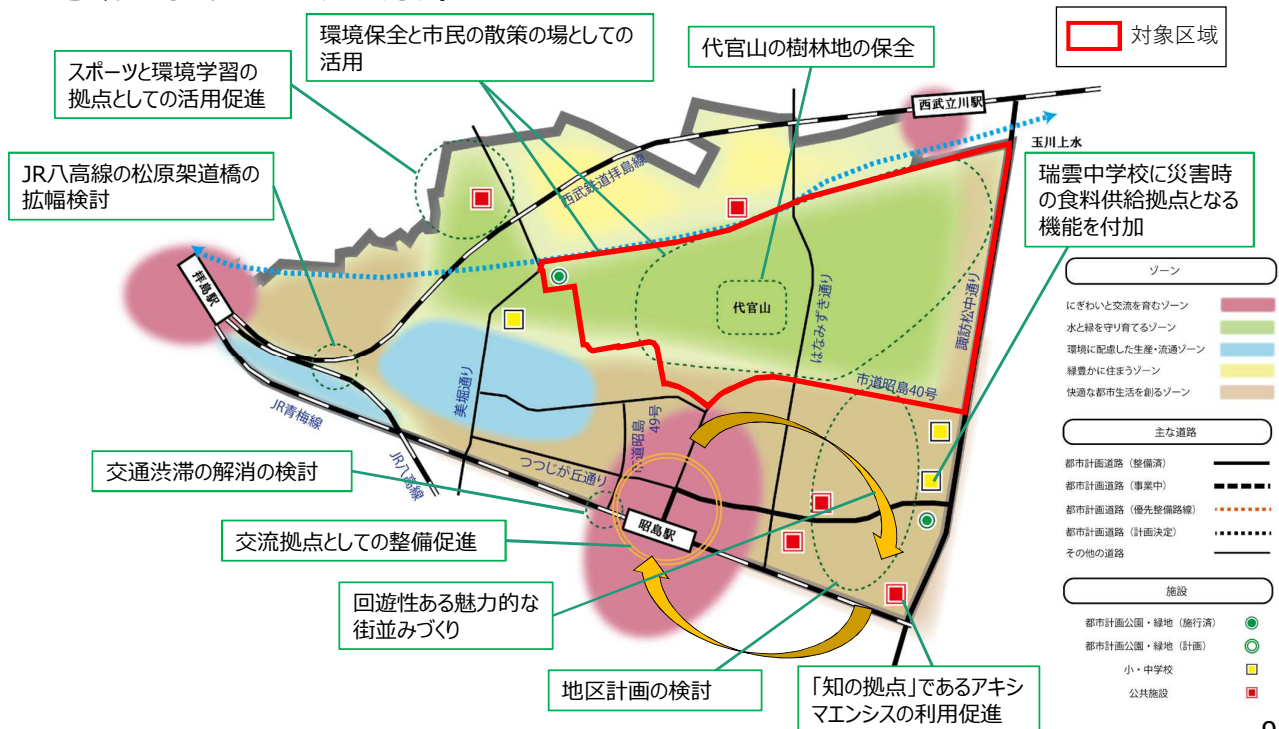 環境保全と市民の散策の場としての
活用
代官山の樹林地の保全
対象区域
スポーツと環境学習の
拠点としての活用促進
西武立川駅
玉川上水
JR八高線の松原架道橋の
拡幅検討
西武鉄道拝島線
瑞雲中学校に災害時
の食料供給拠点となる
機能を付加
拝島駅
代官山
はなみずき通り
諏訪松中通り
美堀通り
市道昭島40号
JR青梅線
JR八高線
市道昭島
49号
つつじが丘通り
昭島駅
交通渋滞の解消の検討
交流拠点としての整備促進
回遊性ある魅力的な
街並みづくり
地区計画の検討
「知の拠点」であるアキシ
マエンシスの利用促進
ゾーン
にぎわいと交流を育むゾーン
水と緑を守り育てるゾーン
環境に配慮した生産・流通ゾーン
緑豊かに住まうゾーン
快適な都市生活を創るゾーン
主な道路
都市計画道路（整備済）
都市計画道路（事業中）
都市計画道路（優先整備路線）
都市計画道路（計画決定）
その他の道路
施設
都市計画公園・緑地（施行済）
都市計画公園・緑地（計画）
小・中学校
公共施設